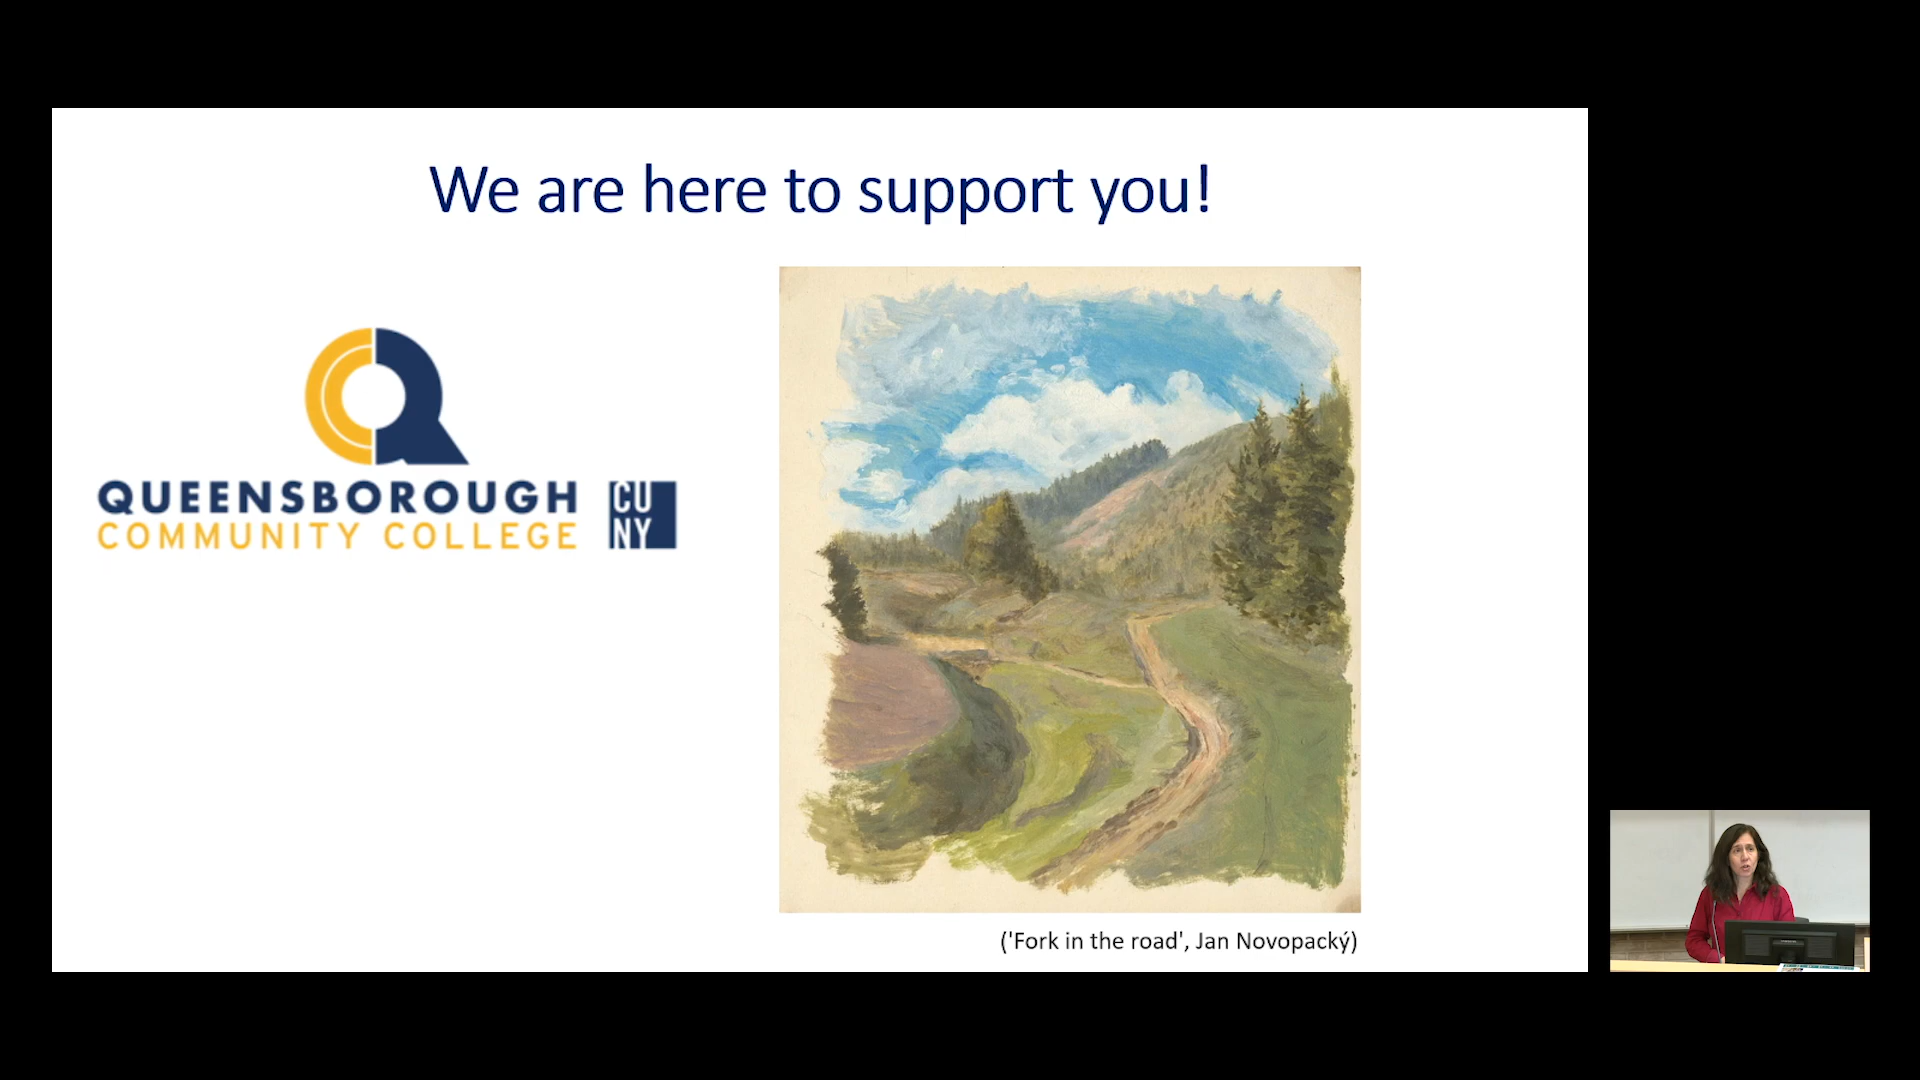 We are here to support you!
QUEENSBOROUGH
COMMUNITY COLLEGE
CU
NY
('Fork in the road', Jan Novopacký)